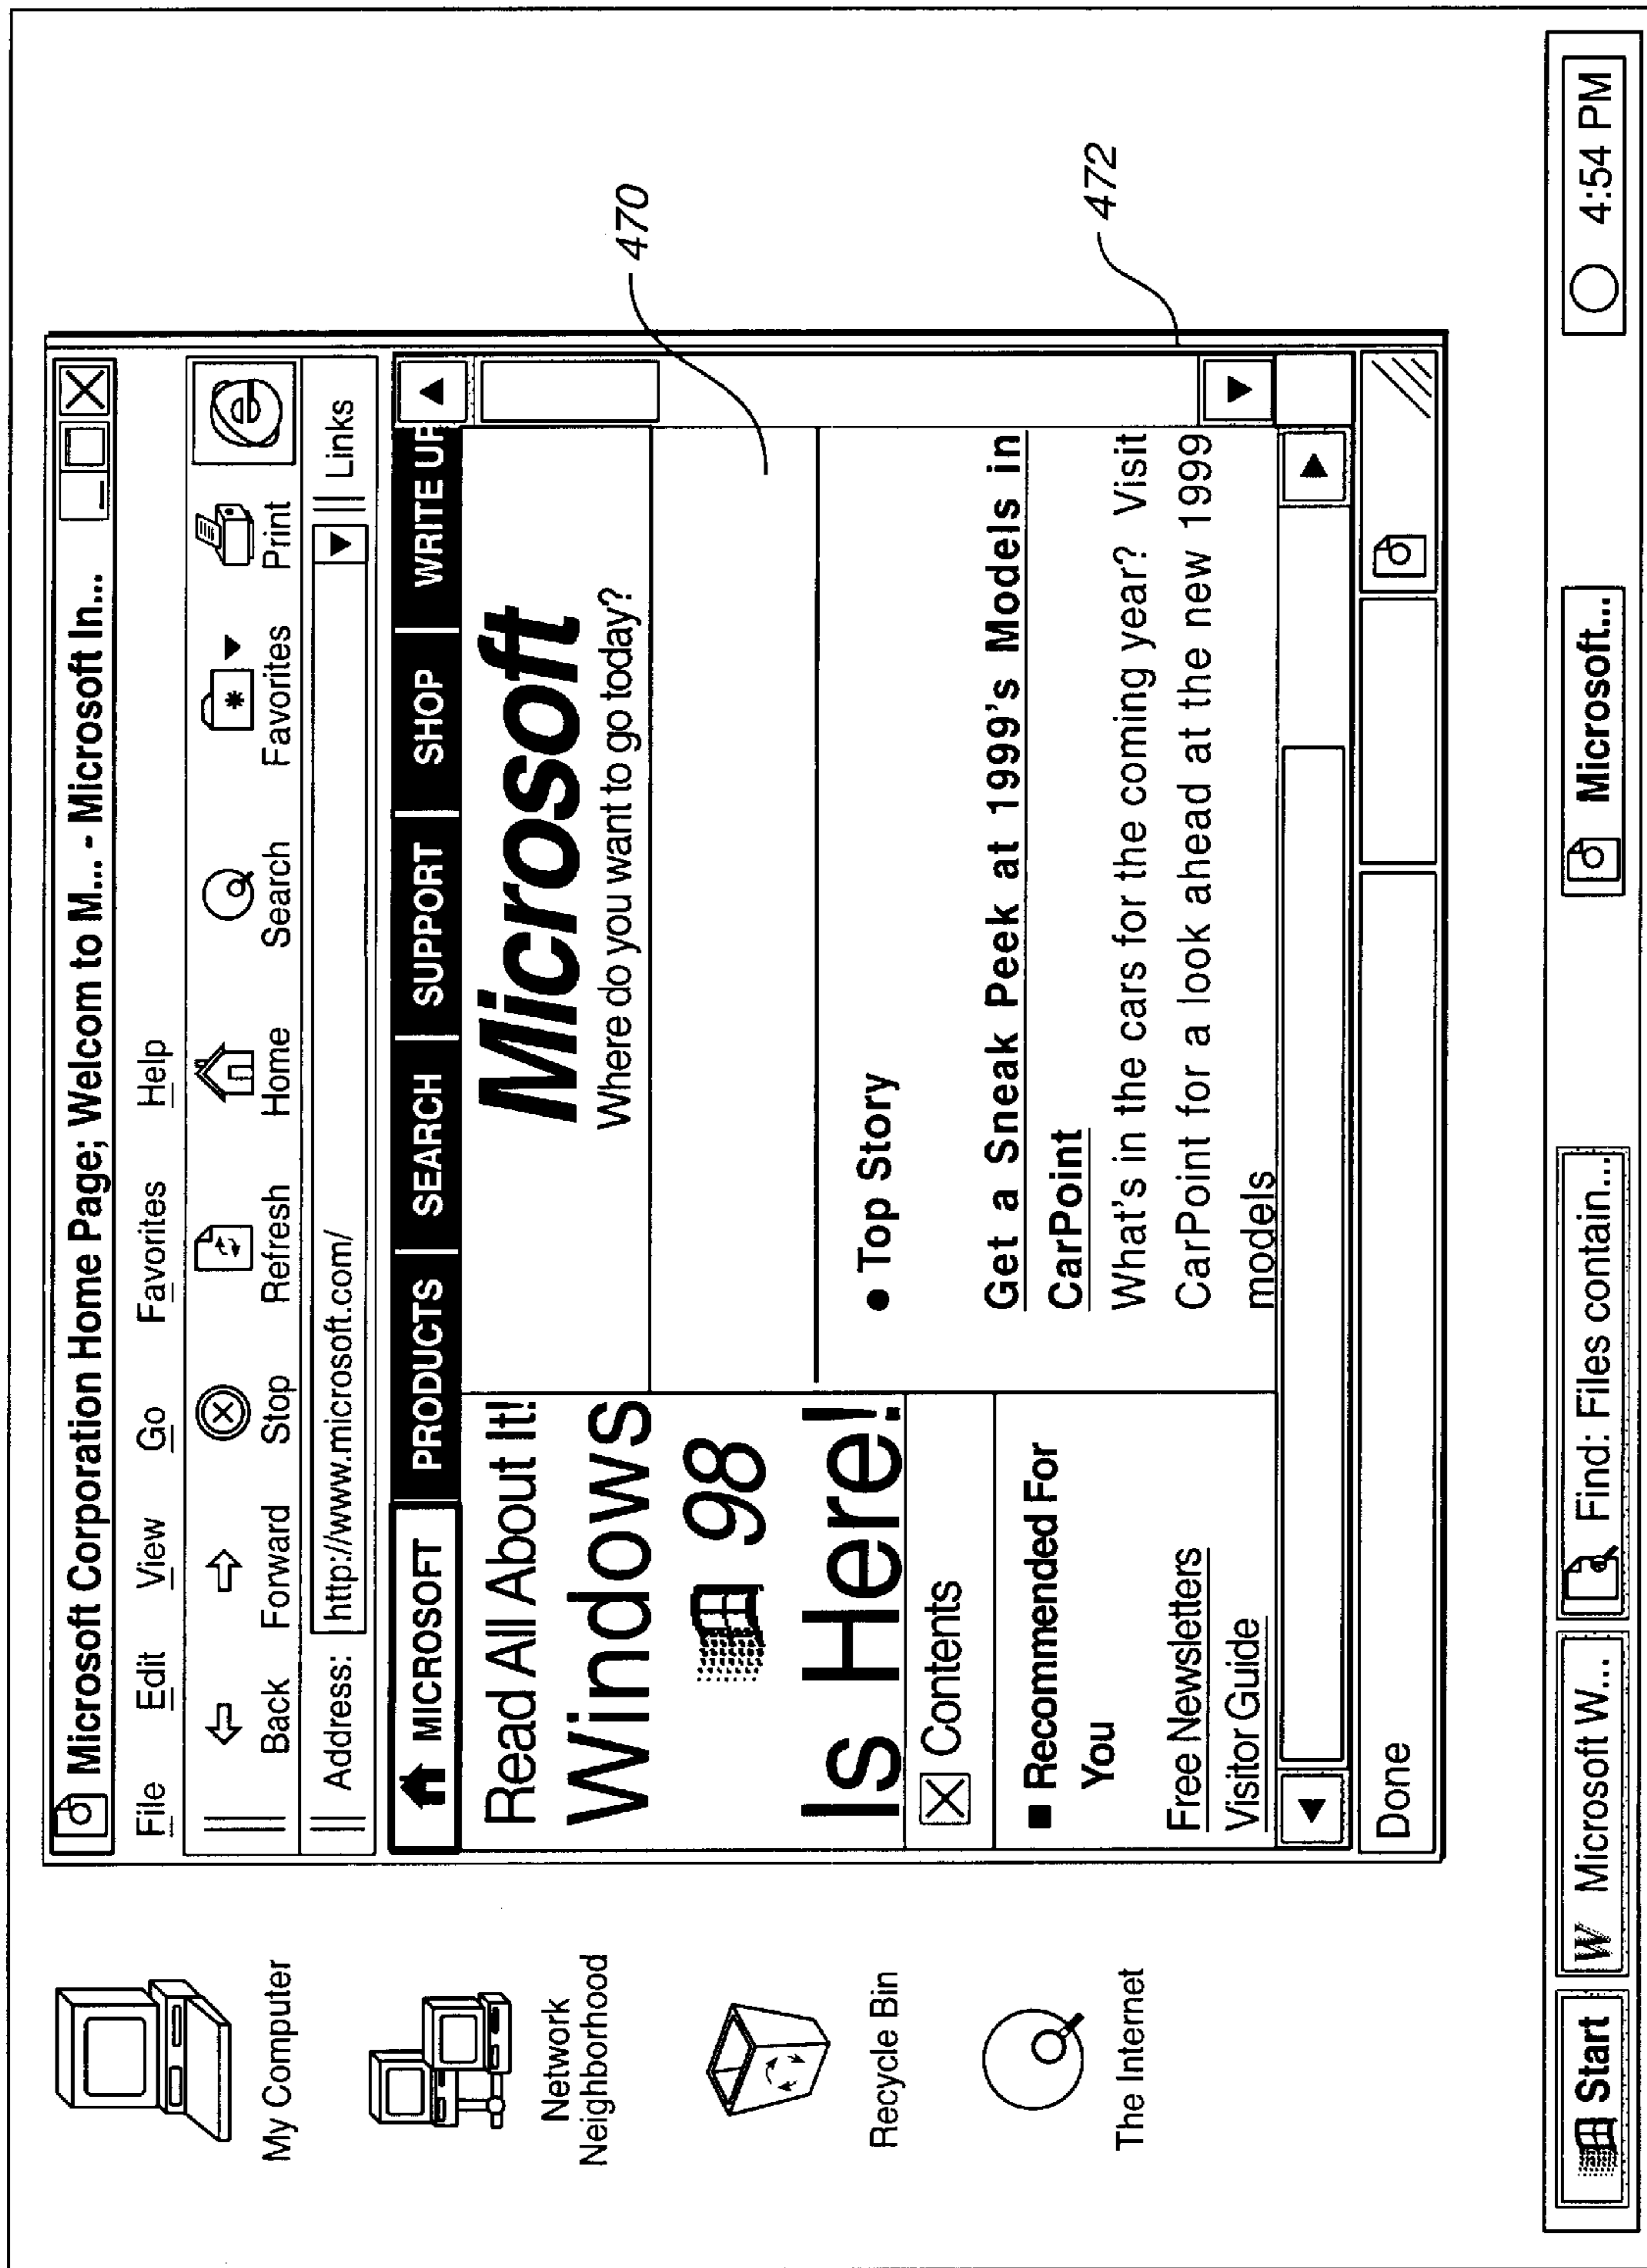 Microsoft Corporation Home Page; Welcom to M... - Microsoft In...
File Edit View Go Favorites Help
Back Forward Stop Refresh Home Search Favorites Print
Address: http://www.microsoft.com/ Links
MICROSOFT PRODUCTS SEARCH SUPPORT SHOP WRITE UP
Read All About It!
Windows
98
Is Here!
Contents
Recommended For
You
Free Newsletters
Visitor Guide
Microsoft
Where do you want to go today?
• Top Story
Get a Sneak Peek at 1999's Models in
CarPoint
What's in the cars for the coming year? Visit
CarPoint for a look ahead at the new 1999
models
Done
470
472
My Computer
Network
Neighborhood
Recycle Bin
The Internet
Start W Microsoft W... Find: Files contain... Microsoft... 4:54 PM